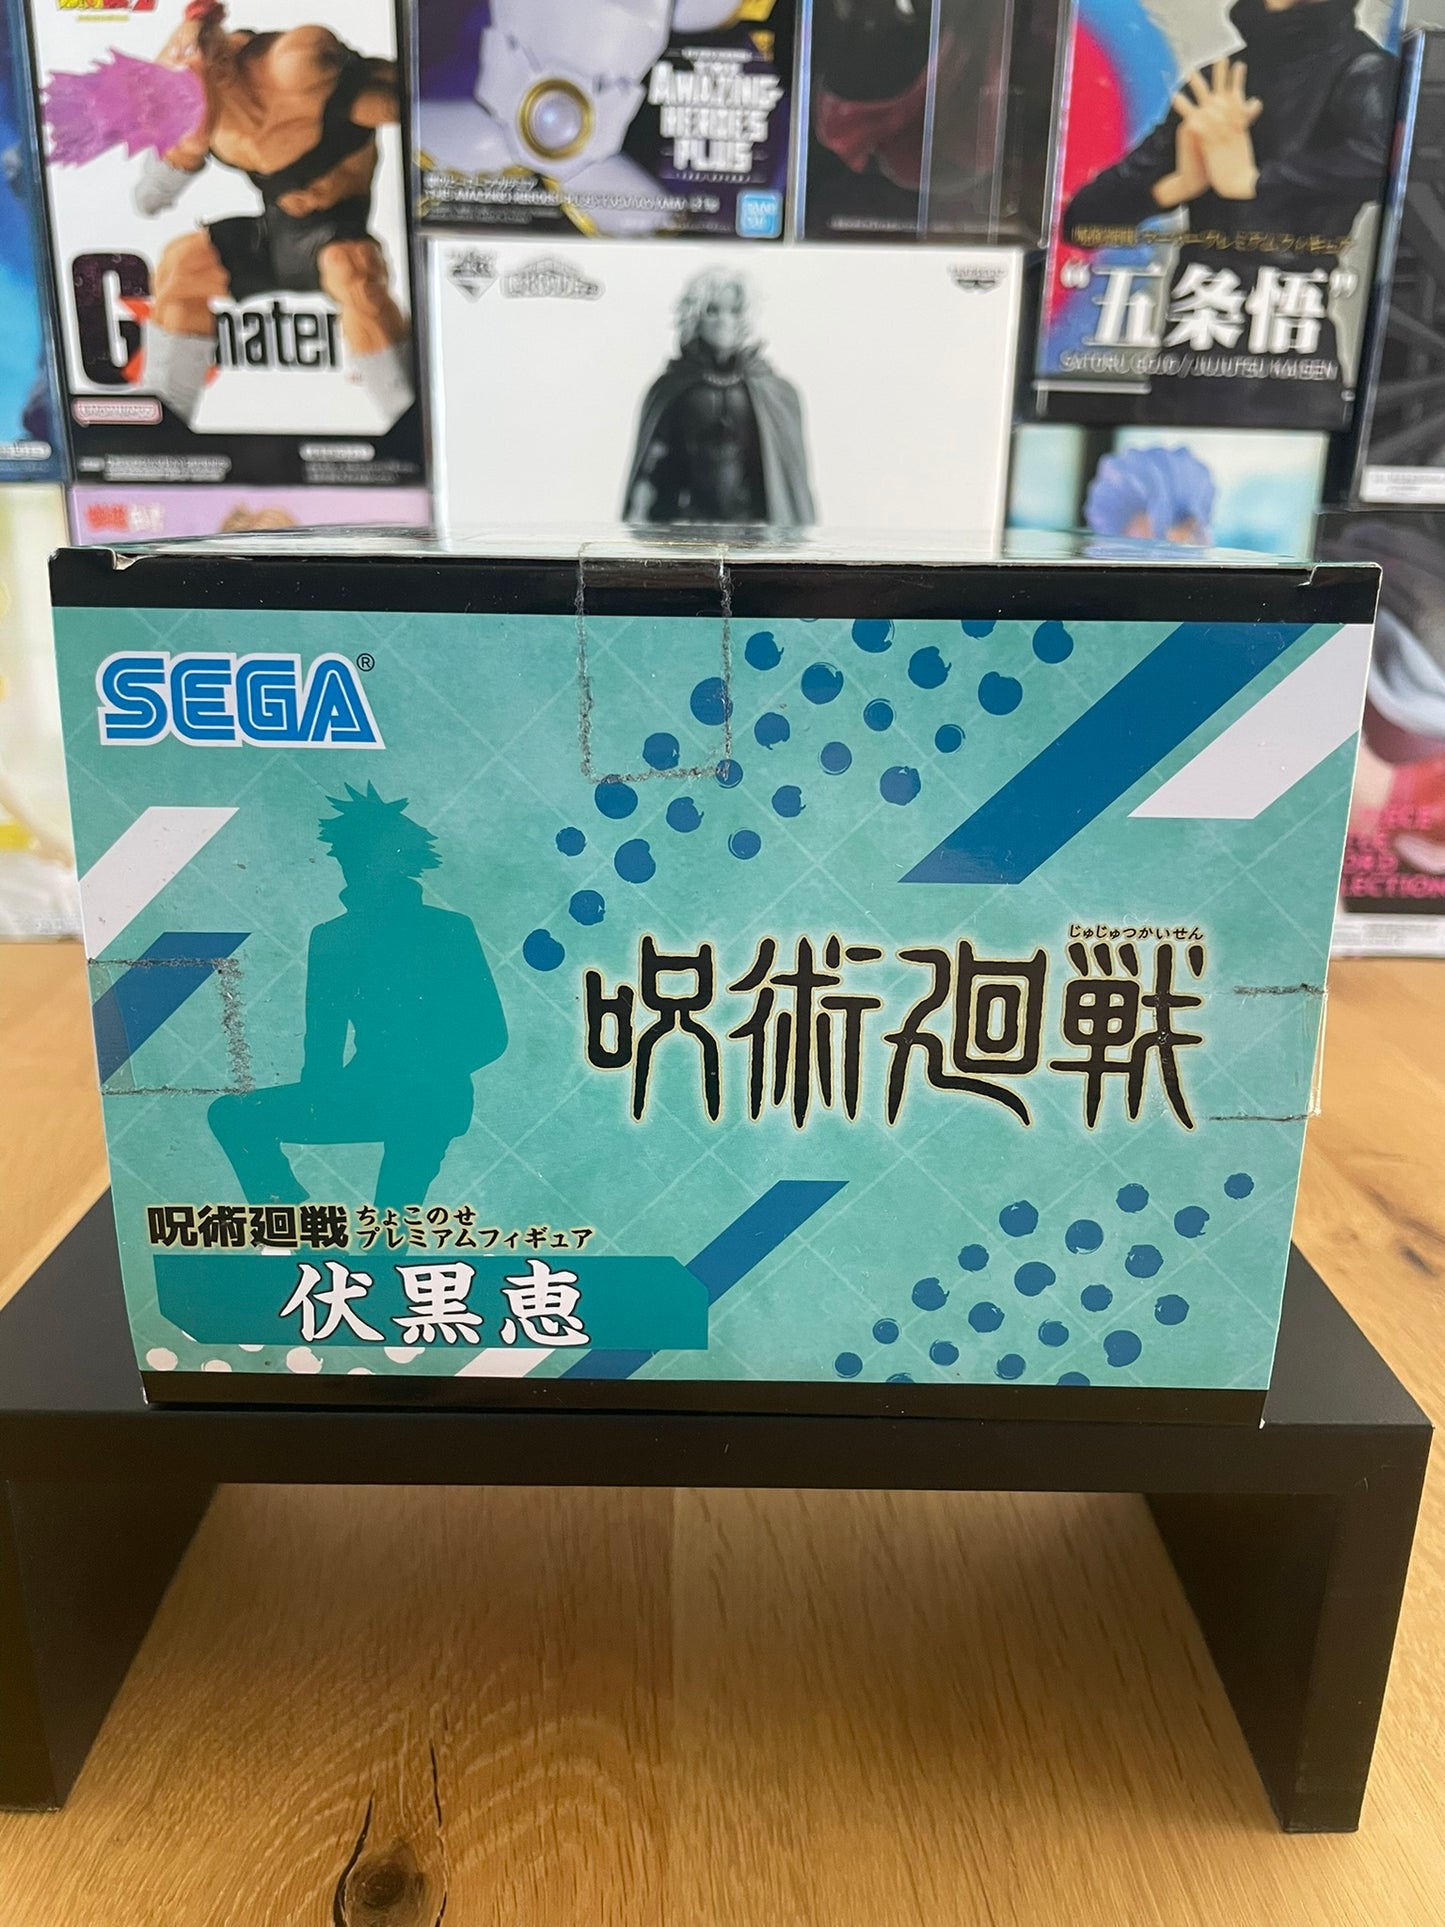 AMAZING
HEROES
PLUS
G
mater
"五条悟"
SATORU GOJO / JUJUTSU KAISEN
SEGA®
じゅじゅつかいせん
呪術廻戦
呪術廻戦 ちょこのせ
プレミアムフィギュア
伏黒恵